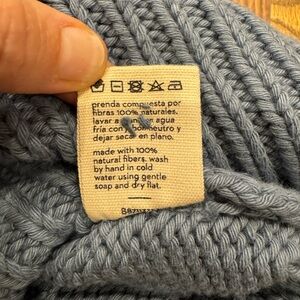 prenda compuesta por
fibras 100% naturales.
lavar a agua
fría con neutro y
dejar secar en plano.
made with 100%
natural fibers. wash
by hand in cold
water using gentle
soap and dry flat.